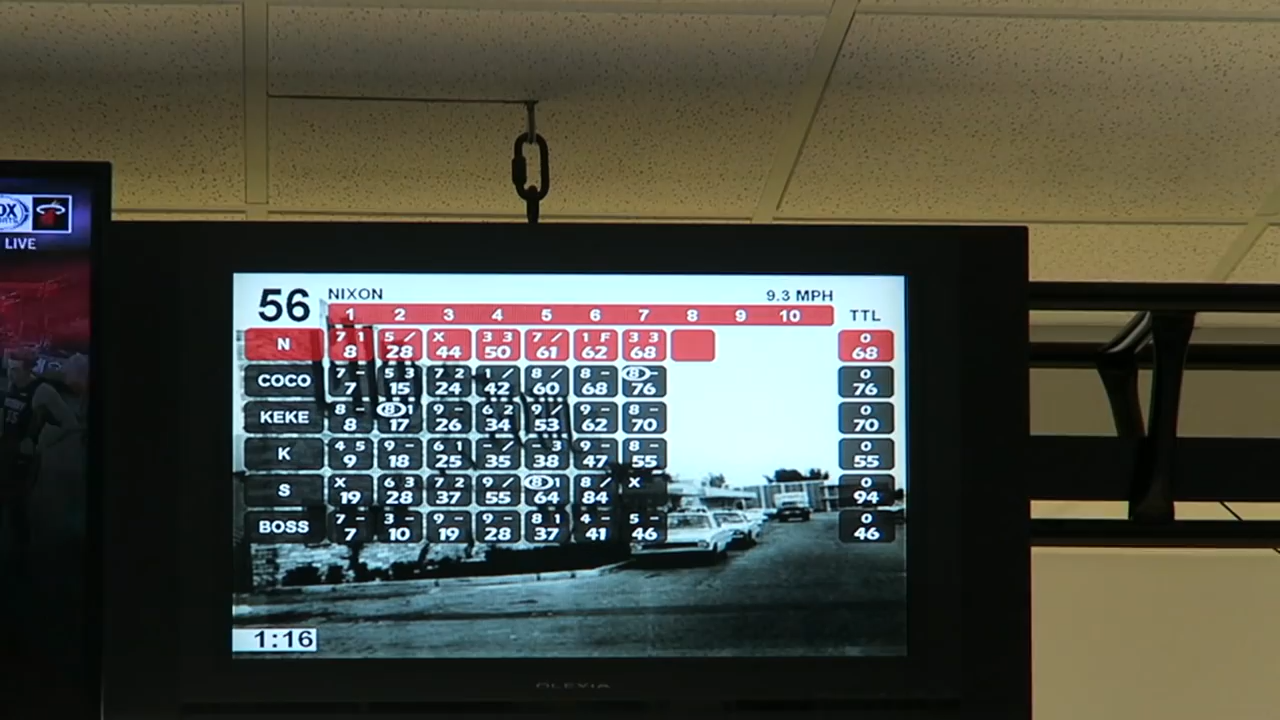 OX
LIVE
56 NIXON 9.3 MPH
1 2 3 4 5 6 7 8 9 10 TTL
N 7 1 5 / X 3 3 7 / 1 F 3 3 0
8 28 44 50 61 62 68 68
COCO 7 - 5 3 7 2 1 / 8 / 8 - 8 - 0
7 15 24 42 60 68 76 76
KEKE 8 - 8 1 9 - 6 2 9 / 9 - 8 - 0
8 17 26 34 53 62 70 70
K 4 5 9 - 6 1 - / - 3 9 - 8 - 0
9 18 25 35 38 47 55 55
S X 6 3 7 2 9 / 8 1 8 / X 0
19 28 37 55 64 84 94
BOSS 7 - 3 - 9 - 9 - 8 1 4 - 5 - 0
7 10 19 28 37 41 46 46
1:16
OLEVIA